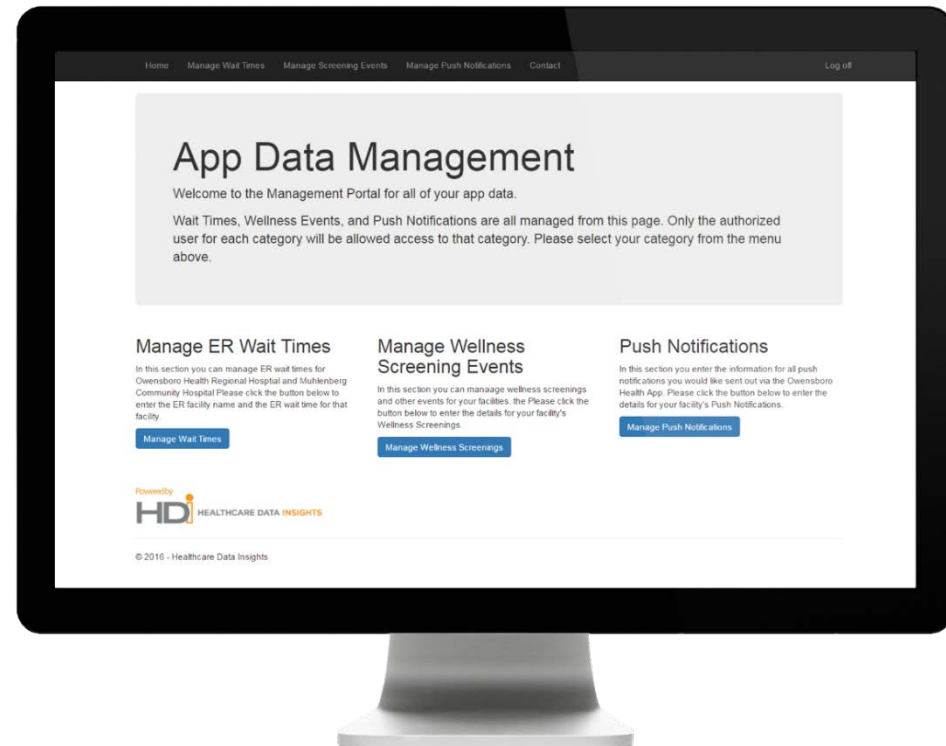 Home Manage Wait Times Manage Screening Events Manage Push Notifications Contact Log off
App Data Management
Welcome to the Management Portal for all of your app data.
Wait Times, Wellness Events, and Push Notifications are all managed from this page. Only the authorized
user for each category will be allowed access to that category. Please select your category from the menu
above.
Manage ER Wait Times
In this section you can manage ER wait times for
Owensboro Health Regional Hosptial and Muhlenberg
Community Hospital Please click the button below to
enter the ER facility name and the ER wait time for that
facility.
Manage Wait Times
Manage Wellness
Screening Events
In this section you can manaage wellness screenings
and other events for your facilities. the Please click the
button below to enter the details for your facility's
Wellness Screenings.
Manage Wellness Screenings
Push Notifications
In this section you enter the information for all push
notifications you would like sent out via the Owensboro
Health App. Please click the button below to enter the
details for your facility's Push Notifications.
Manage Push Notifications
Powered by
HDi HEALTHCARE DATA INSIGHTS
© 2016 - Healthcare Data Insights